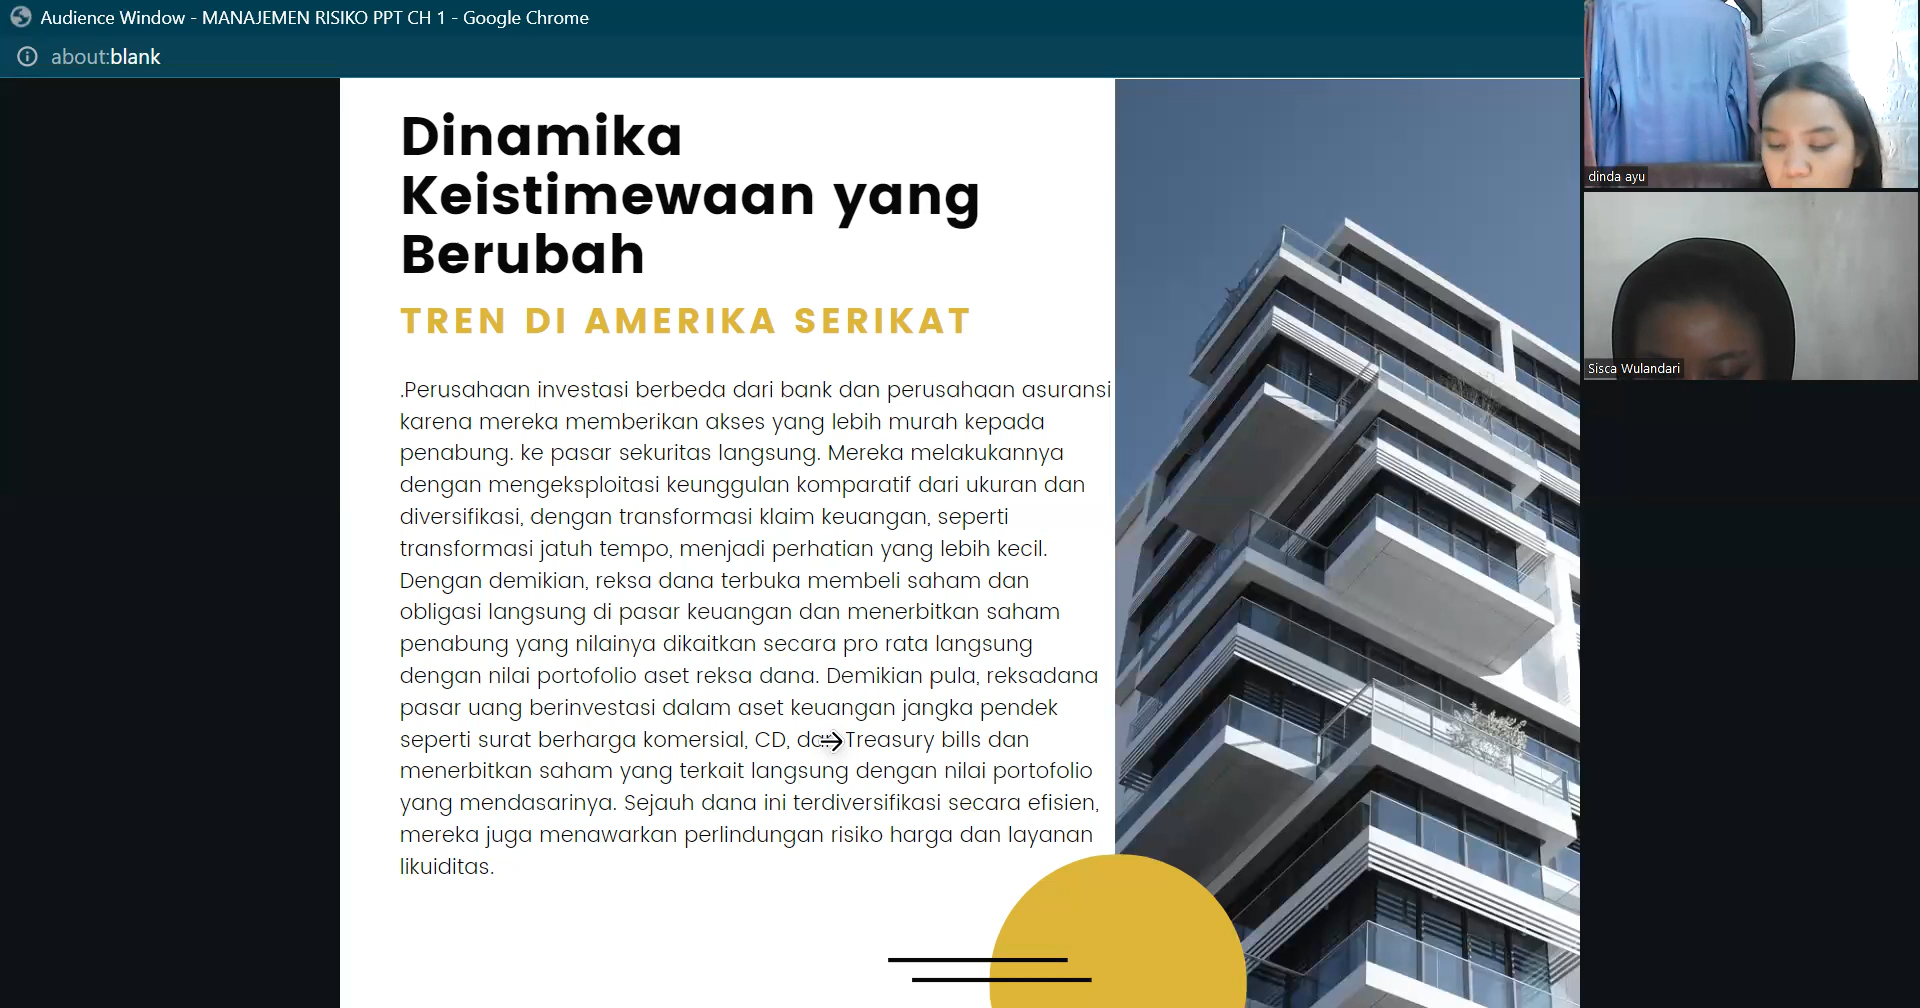 Audience Window - MANAJEMEN RISIKO PPT CH 1 - Google Chrome
about:blank
Dinamika
Keistimewaan yang
Berubah
TREN DI AMERIKA SERIKAT
.Perusahaan investasi berbeda dari bank dan perusahaan asuransi
karena mereka memberikan akses yang lebih murah kepada
penabung. ke pasar sekuritas langsung. Mereka melakukannya
dengan mengeksploitasi keunggulan komparatif dari ukuran dan
diversifikasi, dengan transformasi klaim keuangan, seperti
transformasi jatuh tempo, menjadi perhatian yang lebih kecil.
Dengan demikian, reksa dana terbuka membeli saham dan
obligasi langsung di pasar keuangan dan menerbitkan saham
penabung yang nilainya dikaitkan secara pro rata langsung
dengan nilai portofolio aset reksa dana. Demikian pula, reksadana
pasar uang berinvestasi dalam aset keuangan jangka pendek
seperti surat berharga komersial, CD, dan Treasury bills dan
menerbitkan saham yang terkait langsung dengan nilai portofolio
yang mendasarinya. Sejauh dana ini terdiversifikasi secara efisien,
mereka juga menawarkan perlindungan risiko harga dan layanan
likuiditas.
dinda ayu
Sisca Wulandari